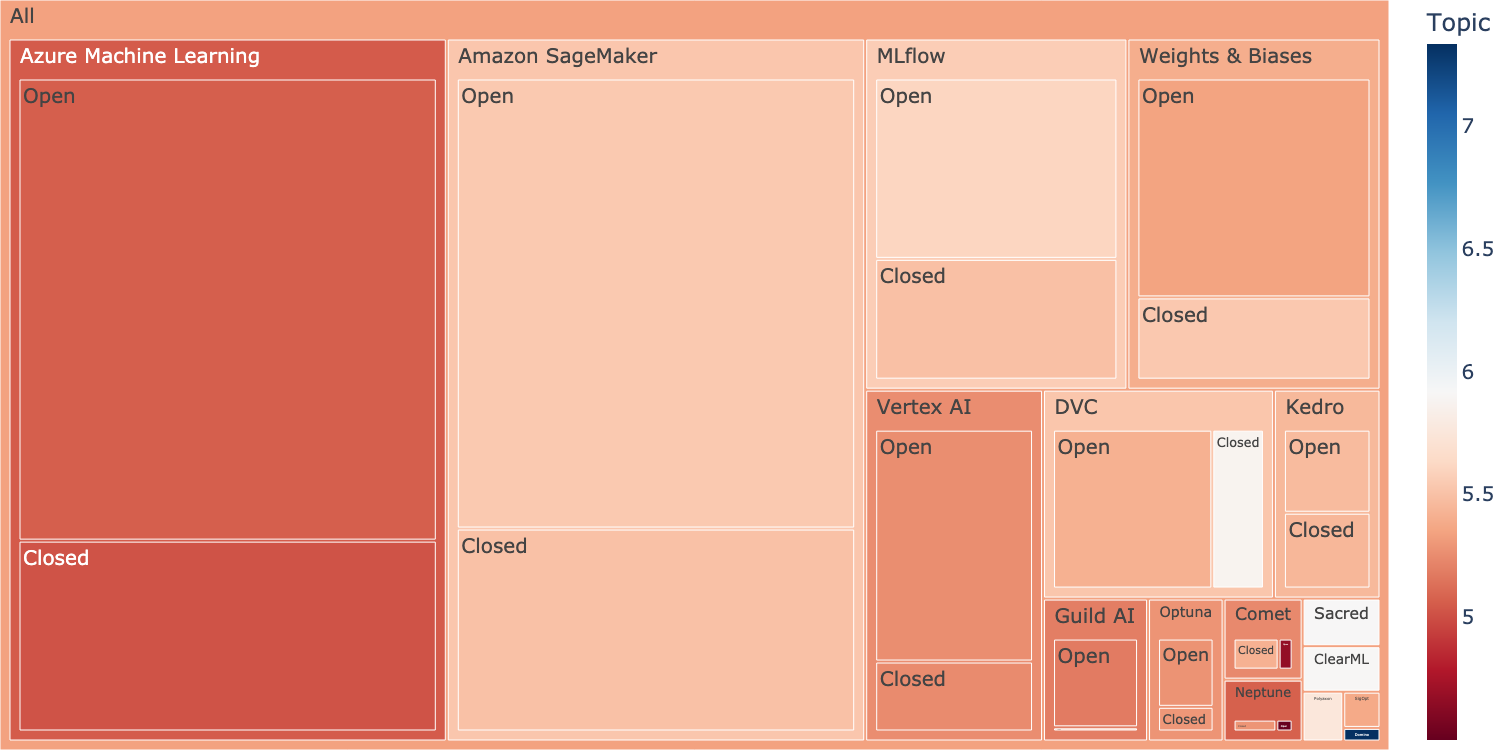 All
Topic
Azure Machine Learning
Open
Closed
Amazon SageMaker
Open
Closed
MLflow
Open
Closed
Weights & Biases
Open
Closed
Vertex AI
Open
Closed
DVC
Open
Closed
Kedro
Open
Closed
Guild AI
Open
Optuna
Open
Closed
Comet
Closed
Neptune
Sacred
ClearML
Polyaxon
SigOpt
Domino
7
6.5
6
5.5
5